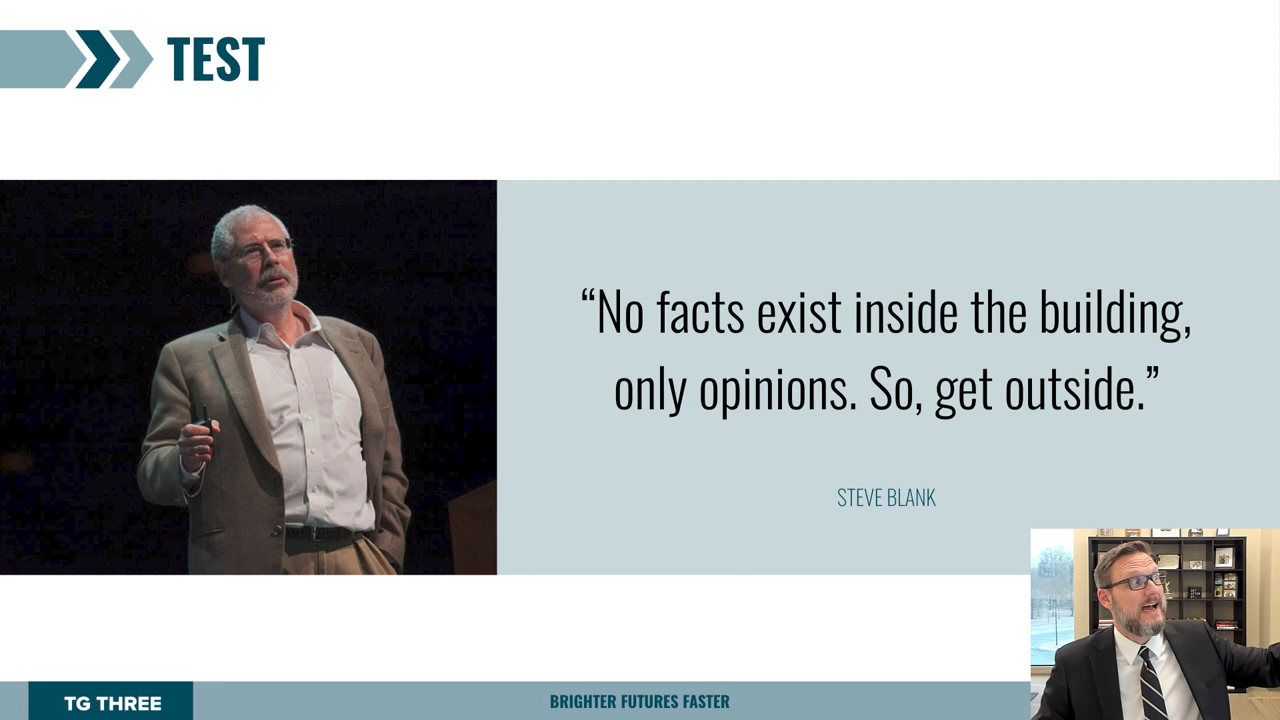 TEST
“No facts exist inside the building,
only opinions. So, get outside.”
STEVE BLANK
TG THREE
BRIGHTER FUTURES FASTER